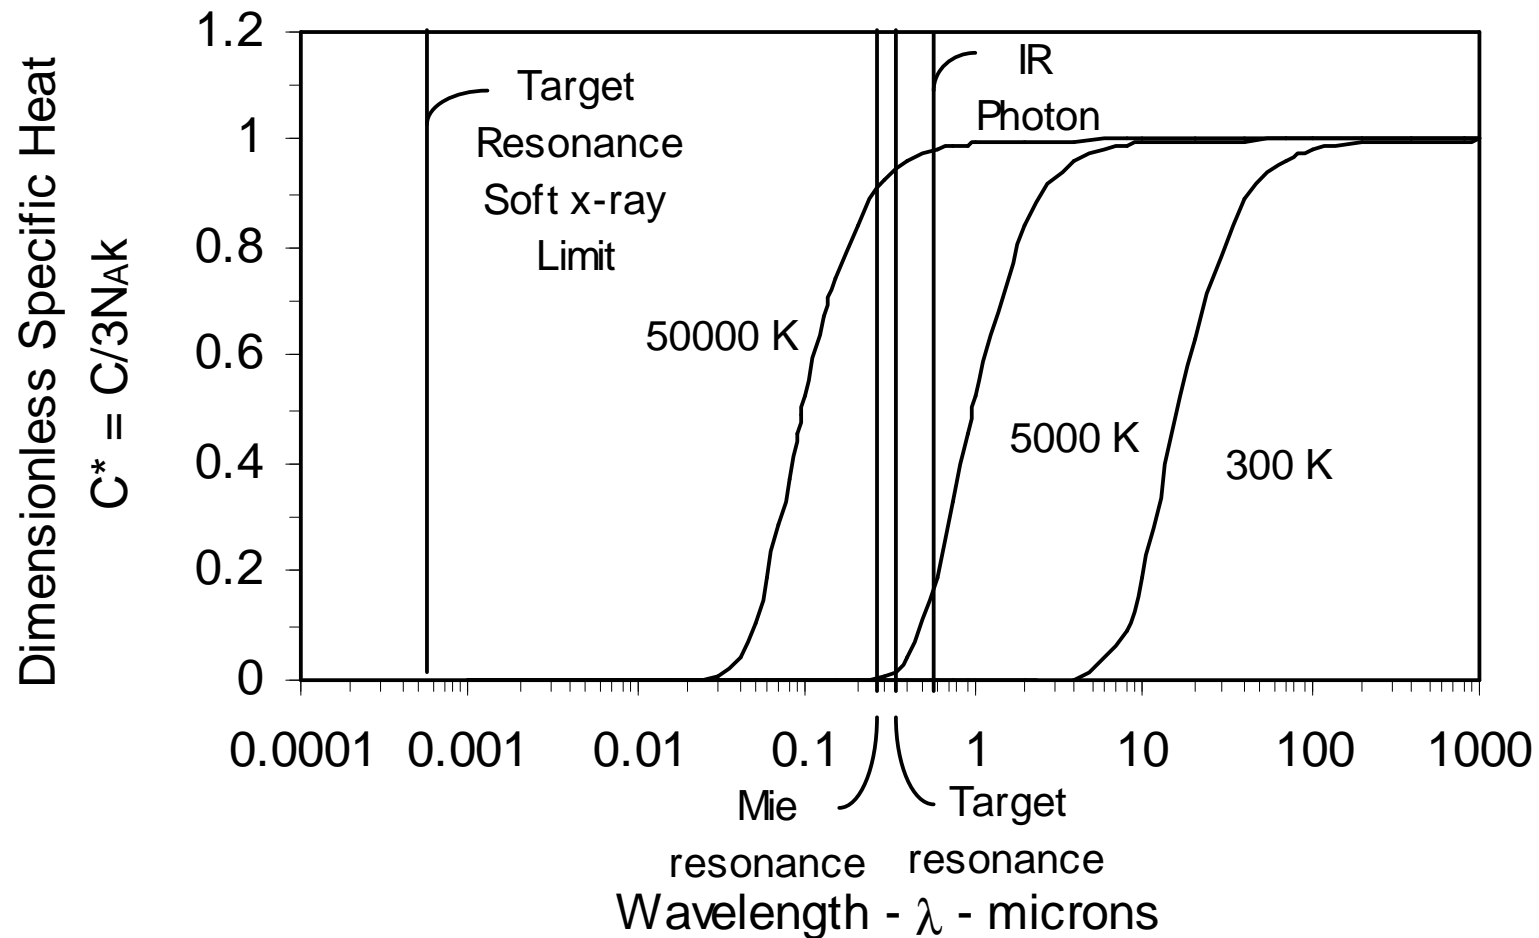 Dimensionless Specific Heat
C* = C/3NAk
1.2
1
0.8
0.6
0.4
0.2
0
Target
Resonance
Soft x-ray
Limit
IR
Photon
50000 K
5000 K
300 K
0.0001 0.001 0.01 0.1 1 10 100 1000
Mie
resonance
Target
resonance
Wavelength - λ - microns